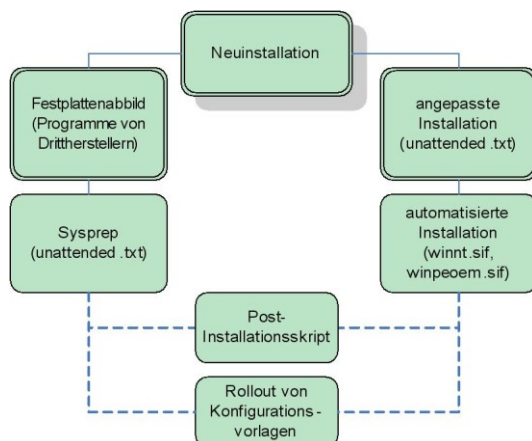 Neuinstallation
Festplattenabbild
(Programme von
Drittherstellern)
angepasste
Installation
(unattended .txt)
Sysprep
(unattended .txt)
automatisierte
Installation
(winnt.sif,
winpeoem.sif)
Post-
Installationsskript
Rollout von
Konfigurations-
vorlagen